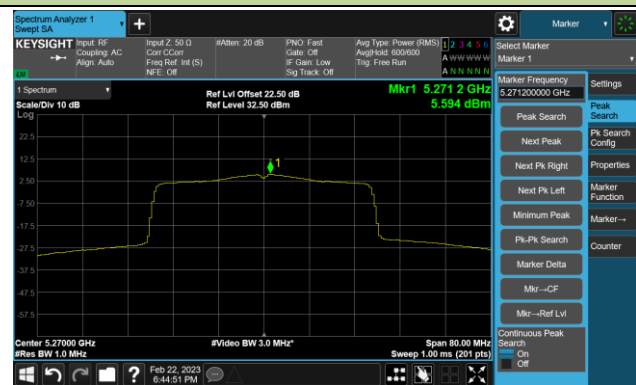 Spectrum Analyzer 1
Swept SA
Marker
KEYSIGHT
Input: RF
Coupling: AC
Align: Auto
Input Z: 50 Ω
Corr CCorr
Freq Ref: Int (S)
NFE: Off
#Atten: 20 dB
PNO: Fast
Gate: Off
IF Gain: Low
Sig Track: Off
Avg Type: Power (RMS)
Avg|Hold: 600/600
Trig: Free Run
1 2 3 4 5 6
A W W W W W
A N N N N N
LXI
Select Marker
Marker 1
1 Spectrum
Scale/Div 10 dB
Log
Ref Lvl Offset 22.50 dB
Ref Level 32.50 dBm
Mkr1 5.271 2 GHz
5.594 dBm
22.5
12.5
2.50
-7.50
-17.5
-27.5
-37.5
-47.5
-57.5
1
Center 5.27000 GHz
#Res BW 1.0 MHz
#Video BW 3.0 MHz*
Span 80.00 MHz
Sweep 1.00 ms (201 pts)
Marker Frequency
5.271200000 GHz
Peak Search
Next Peak
Next Pk Right
Next Pk Left
Minimum Peak
Pk-Pk Search
Marker Delta
Mkr→CF
Mkr→Ref Lvl
Continuous Peak
Search
On
Off
Settings
Peak
Search
Pk Search
Config
Properties
Marker
Function
Marker→
Counter
?
Feb 22, 2023
6:44:51 PM